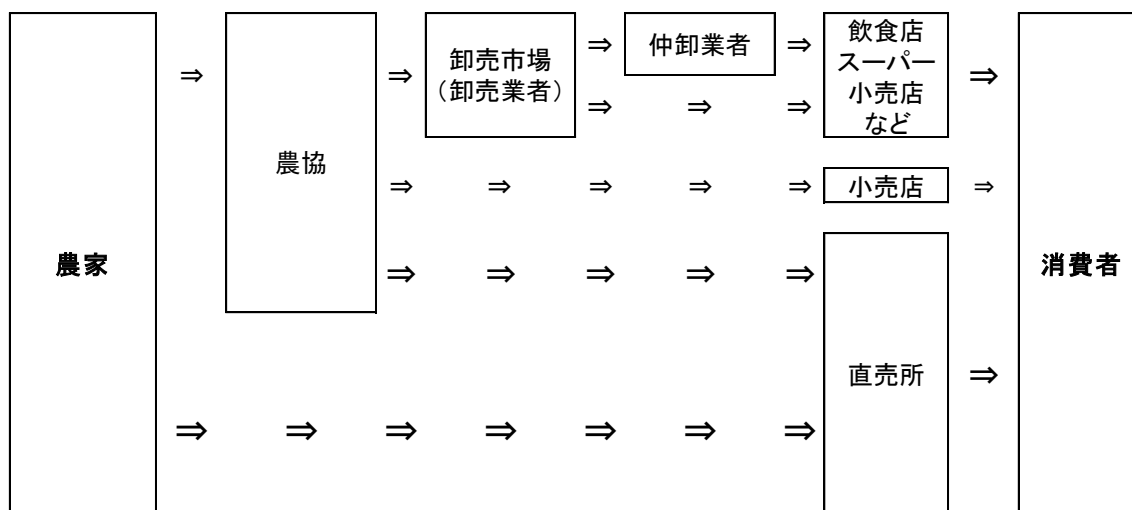 農家
⇒
農協
⇒
卸売市場
(卸売業者)
⇒
仲卸業者
⇒
飲食店
スーパー
小売店
など
⇒
⇒ ⇒ ⇒
⇒ ⇒ ⇒ ⇒ ⇒
小売店
⇒
⇒ ⇒ ⇒ ⇒ ⇒
⇒ ⇒ ⇒ ⇒ ⇒ ⇒ ⇒
直売所
⇒
消費者